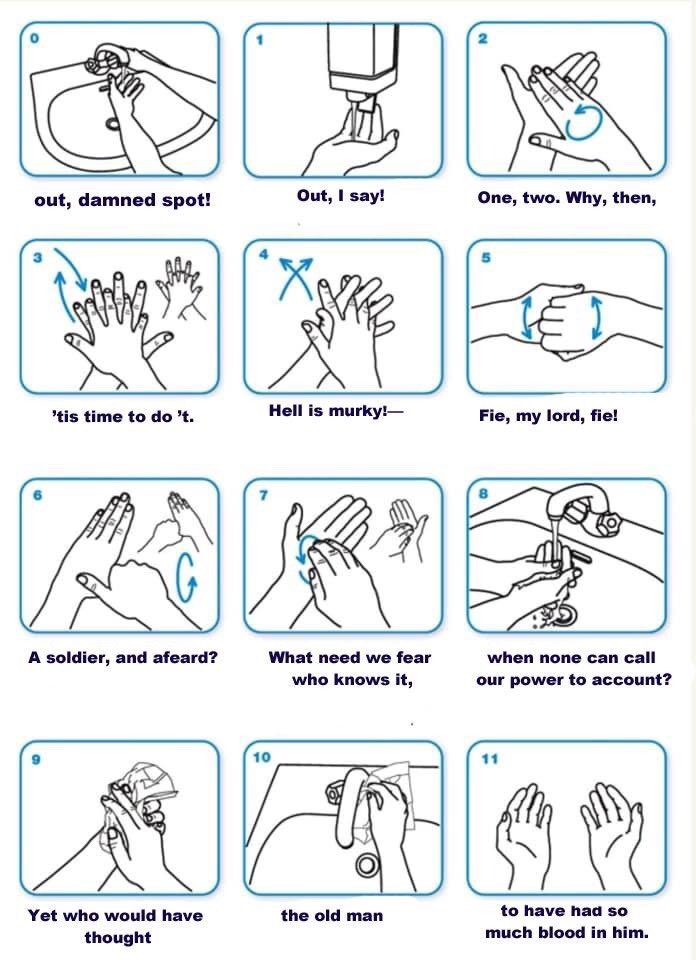 0
out, damned spot!
1
Out, I say!
2
One, two. Why, then,
3
’tis time to do ’t.
4
Hell is murky!—
5
Fie, my lord, fie!
6
A soldier, and afeard?
7
What need we fear
who knows it,
8
when none can call
our power to account?
9
Yet who would have
thought
10
the old man
11
to have had so
much blood in him.